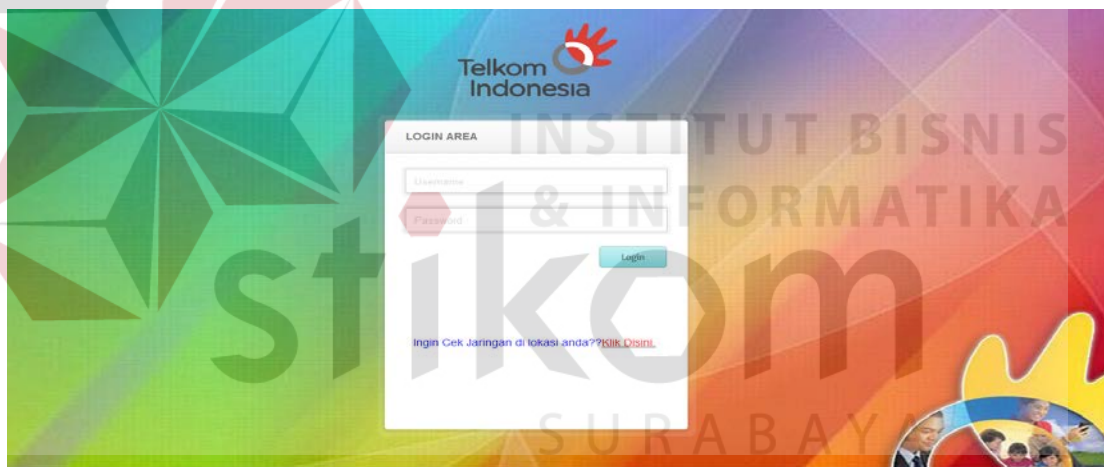 Telkom
Indonesia
LOGIN AREA
INSTITUT BISNIS
Username
& INFORMATIKA
Password
stikom
Login
Ingin Cek Jaringan di lokasi anda??Klik Disini.
SURABAYA